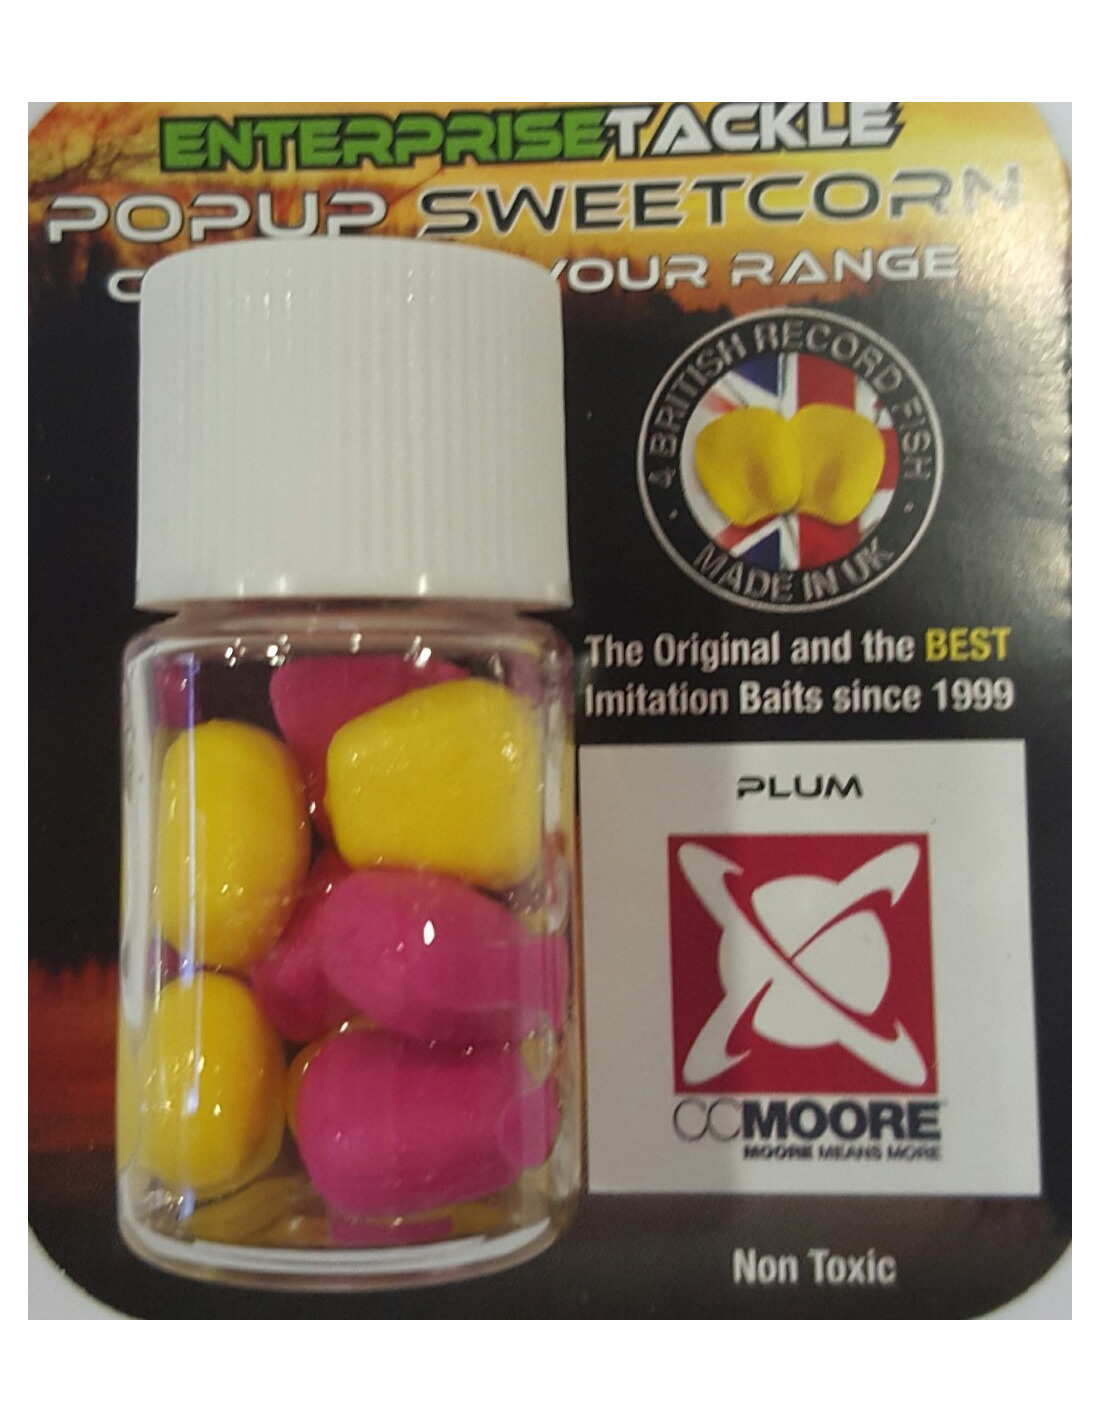 ENTERPRISETACKLE
POPUP SWEETCORN
YOUR RANGE
4 BRITISH RECORD FISH
MADE IN UK
The Original and the BEST
Imitation Baits since 1999
PLUM
CCMOORE
MOORE MEANS MORE
Non Toxic